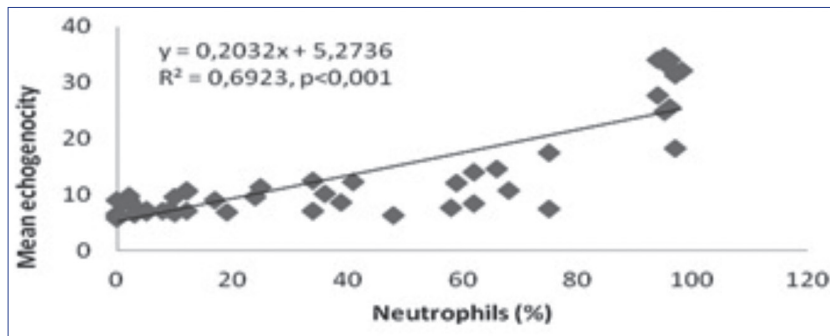 40
30
20
10
0
Mean echogenocity
y = 0,2032x + 5,2736
R² = 0,6923, p<0,001
0 20 40 60 80 100 120
Neutrophils (%)